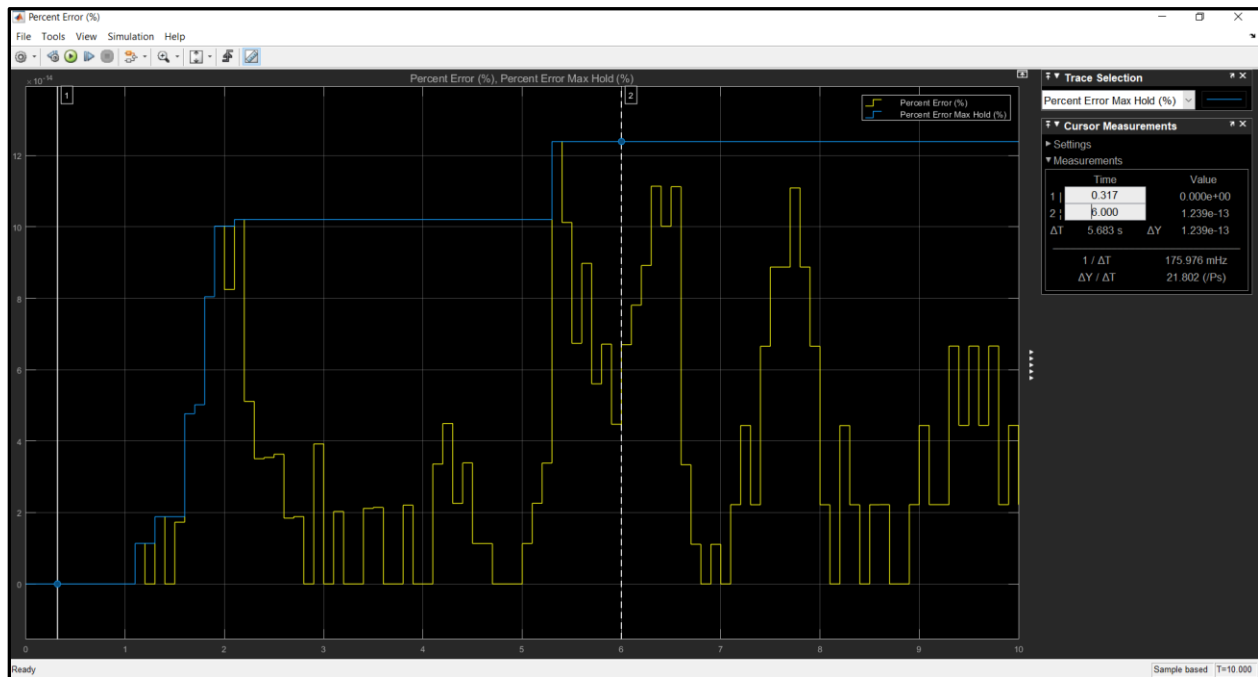 Percent Error (%)
File Tools View Simulation Help
×10^-14
Percent Error (%), Percent Error Max Hold (%)
1
2
Percent Error (%)
Percent Error Max Hold (%)
12
10
8
6
4
2
0
0 1 2 3 4 5 6 7 8 9 10
Trace Selection
Percent Error Max Hold (%)
Cursor Measurements
Settings
Measurements
Time Value
1 | 0.317 0.000e+00
2 ¦ 6.000 1.239e-13
ΔT 5.683 s ΔY 1.239e-13
1 / ΔT 175.976 mHz
ΔY / ΔT 21.802 (/Ps)
Ready Sample based T=10.000